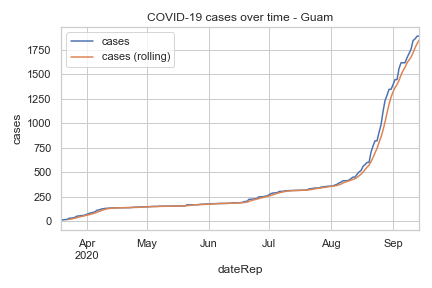 COVID-19 cases over time - Guam
cases
cases (rolling)
cases
1750
1500
1250
1000
750
500
250
0
Apr
2020
May
Jun
Jul
Aug
Sep
dateRep